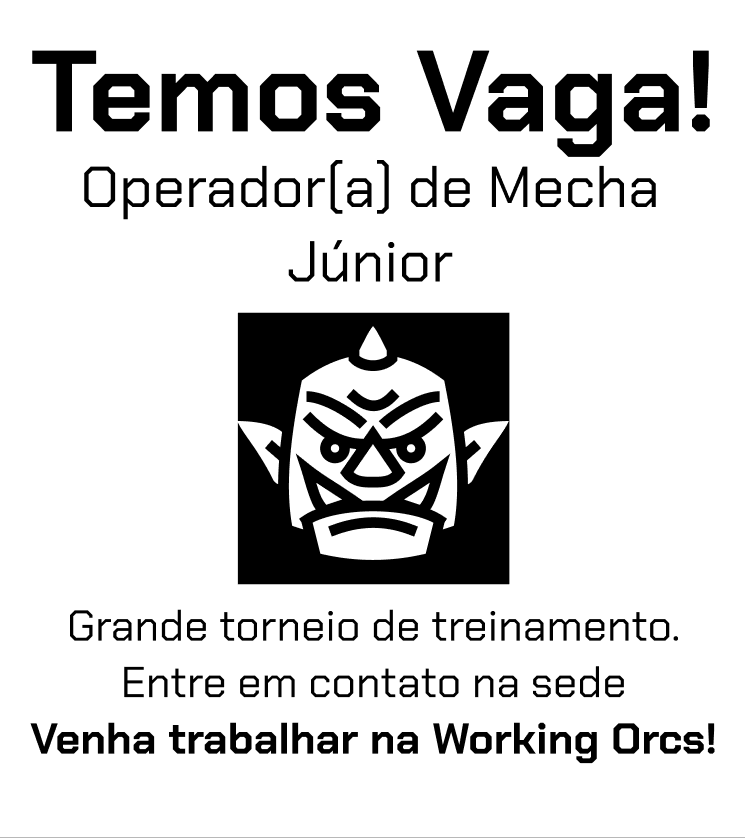 Temos Vaga!
Operador(a) de Mecha
Júnior
Grande torneio de treinamento.
Entre em contato na sede
Venha trabalhar na Working Orcs!